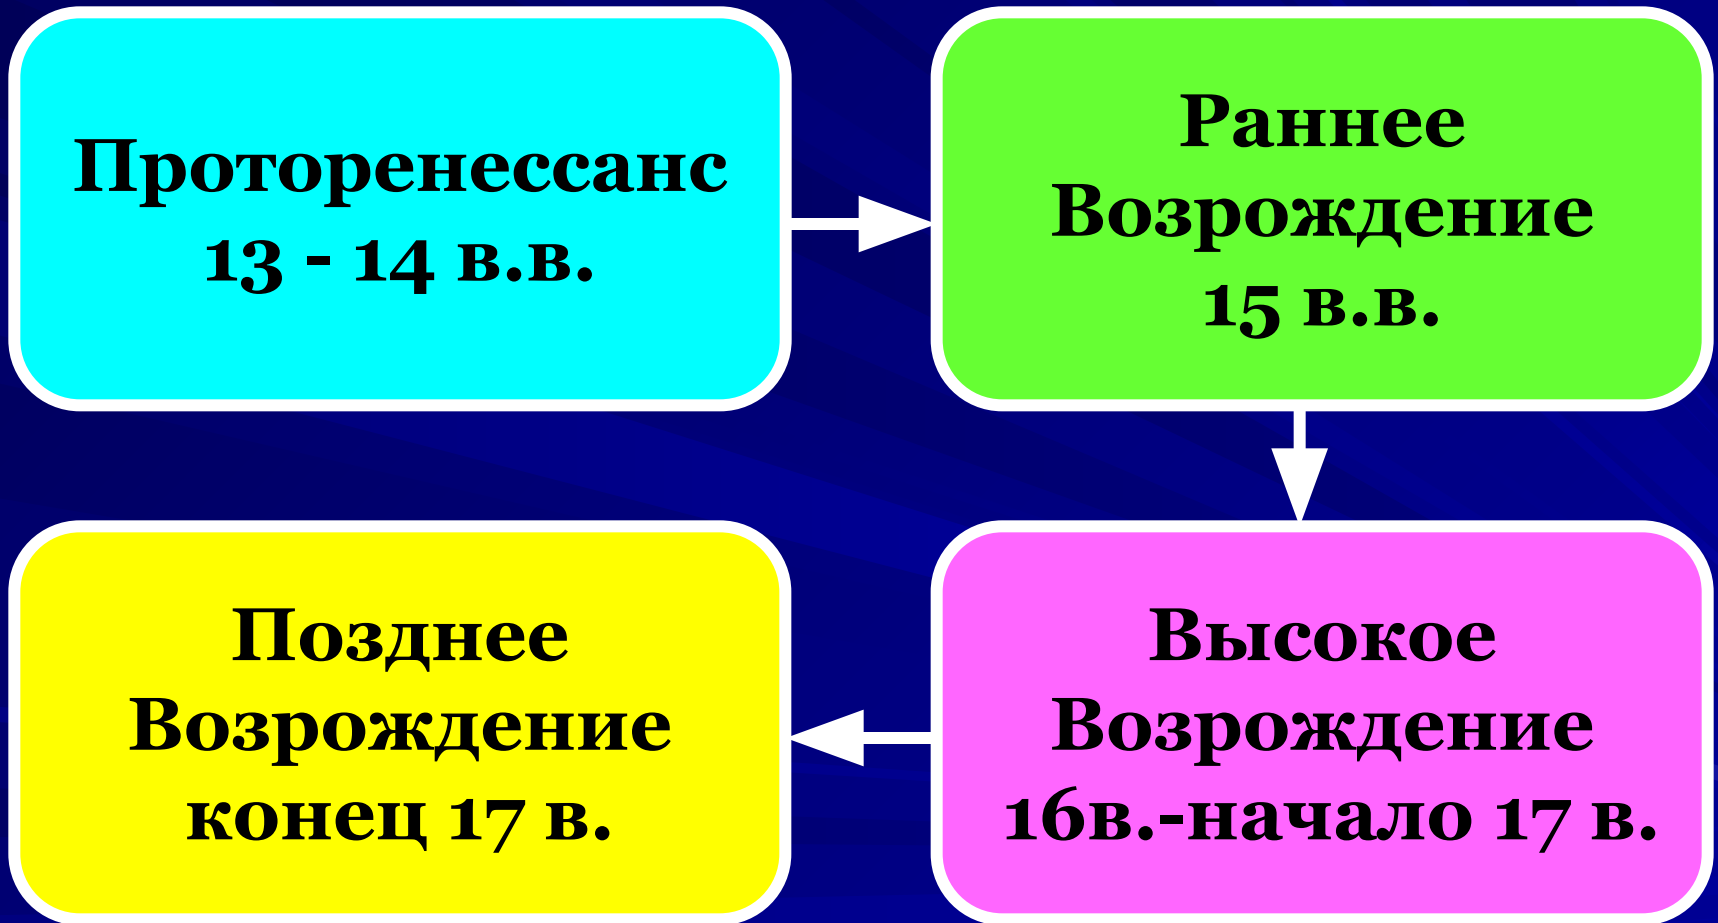 Проторенессанс
13 - 14 в.в.
Раннее
Возрождение
15 в.в.
Высокое
Возрождение
16в.-начало 17 в.
Позднее
Возрождение
конец 17 в.